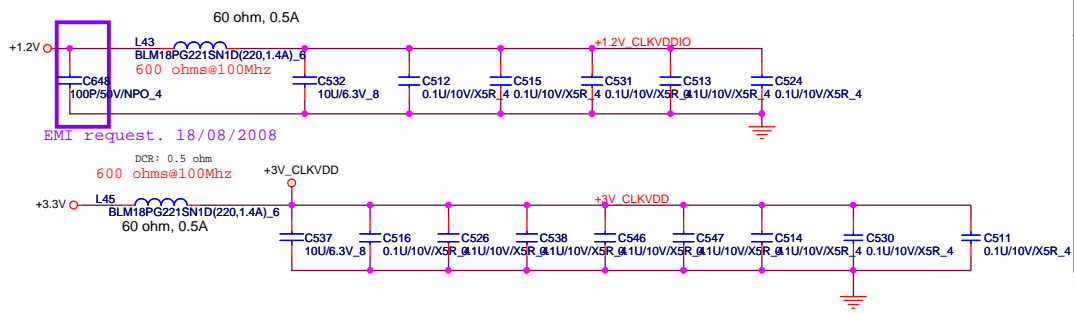 60 ohm, 0.5A
+1.2V
L43
BLM18PG221SN1D(220,1.4A)_6
600 ohms@100Mhz
+1.2V_CLKVDDIO
C648
100P/50V/NPO_4
C532
10U/6.3V_8
C512
0.1U/10V/X5R_4
C515
0.1U/10V/X5R_4
C531
0.1U/10V/X5R_4
C513
0.1U/10V/X5R_4
C524
0.1U/10V/X5R_4
EMI request. 18/08/2008
DCR: 0.5 ohm
600 ohms@100Mhz
+3V_CLKVDD
+3.3V
L45
BLM18PG221SN1D(220,1.4A)_6
60 ohm, 0.5A
+3V_CLKVDD
C537
10U/6.3V_8
C516
0.1U/10V/X5R_4
C526
0.1U/10V/X5R_4
C538
0.1U/10V/X5R_4
C546
0.1U/10V/X5R_4
C547
0.1U/10V/X5R_4
C514
0.1U/10V/X5R_4
C530
0.1U/10V/X5R_4
C511
0.1U/10V/X5R_4